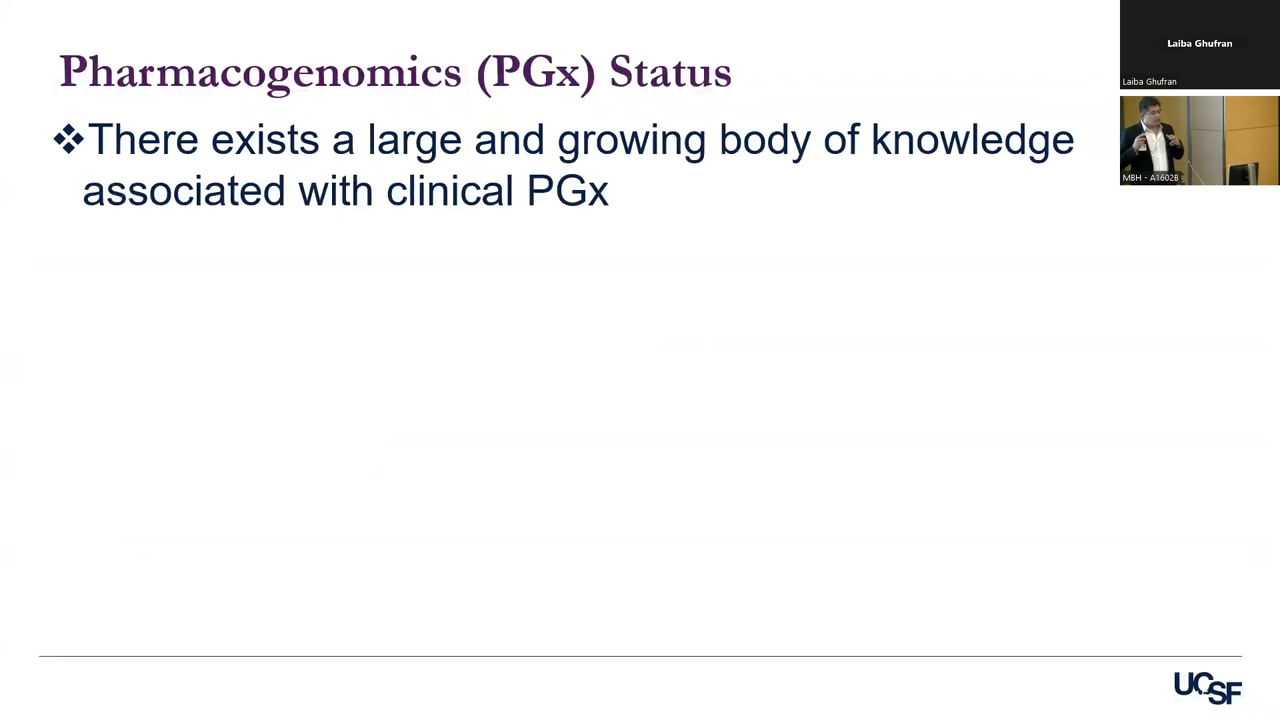 Pharmacogenomics (PGx) Status
❖There exists a large and growing body of knowledge
associated with clinical PGx
Laiba Ghufran
Laiba Ghufran
MBH - A1602B
UCSF